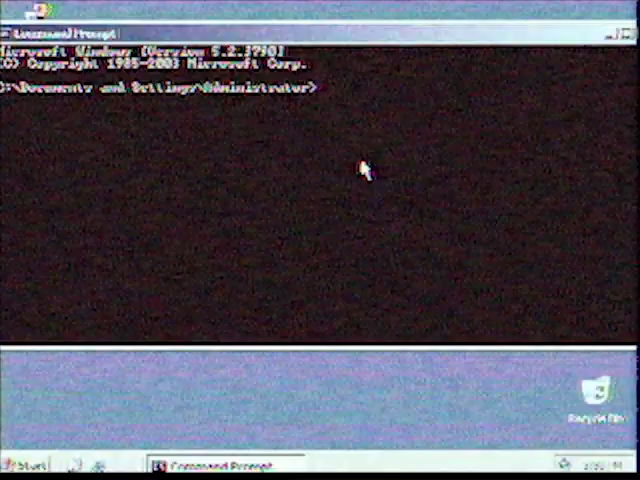 Command Prompt
Microsoft Windows [Version 5.2.3790]
(C) Copyright 1985-2003 Microsoft Corp.
C:\Documents and Settings\Administrator>
Recycle Bin
Start
Command Prompt